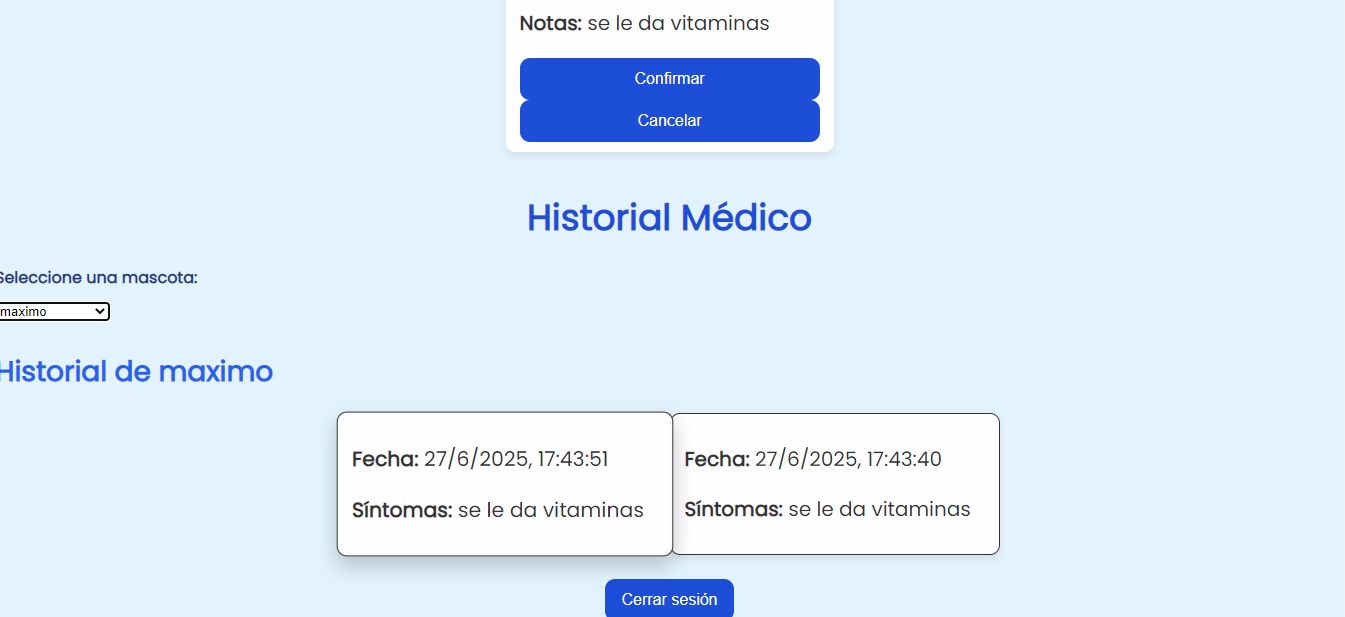 Notas: se le da vitaminas
Confirmar
Cancelar
Historial Médico
Seleccione una mascota:
maximo
Historial de maximo
Fecha: 27/6/2025, 17:43:51
Síntomas: se le da vitaminas
Fecha: 27/6/2025, 17:43:40
Síntomas: se le da vitaminas
Cerrar sesión